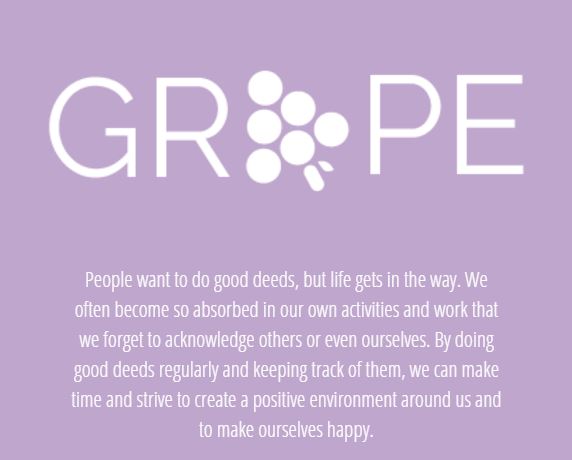 GRPE
People want to do good deeds, but life gets in the way. We
often become so absorbed in our own activities and work that
we forget to acknowledge others or even ourselves. By doing
good deeds regularly and keeping track of them, we can make
time and strive to create a positive environment around us and
to make ourselves happy.